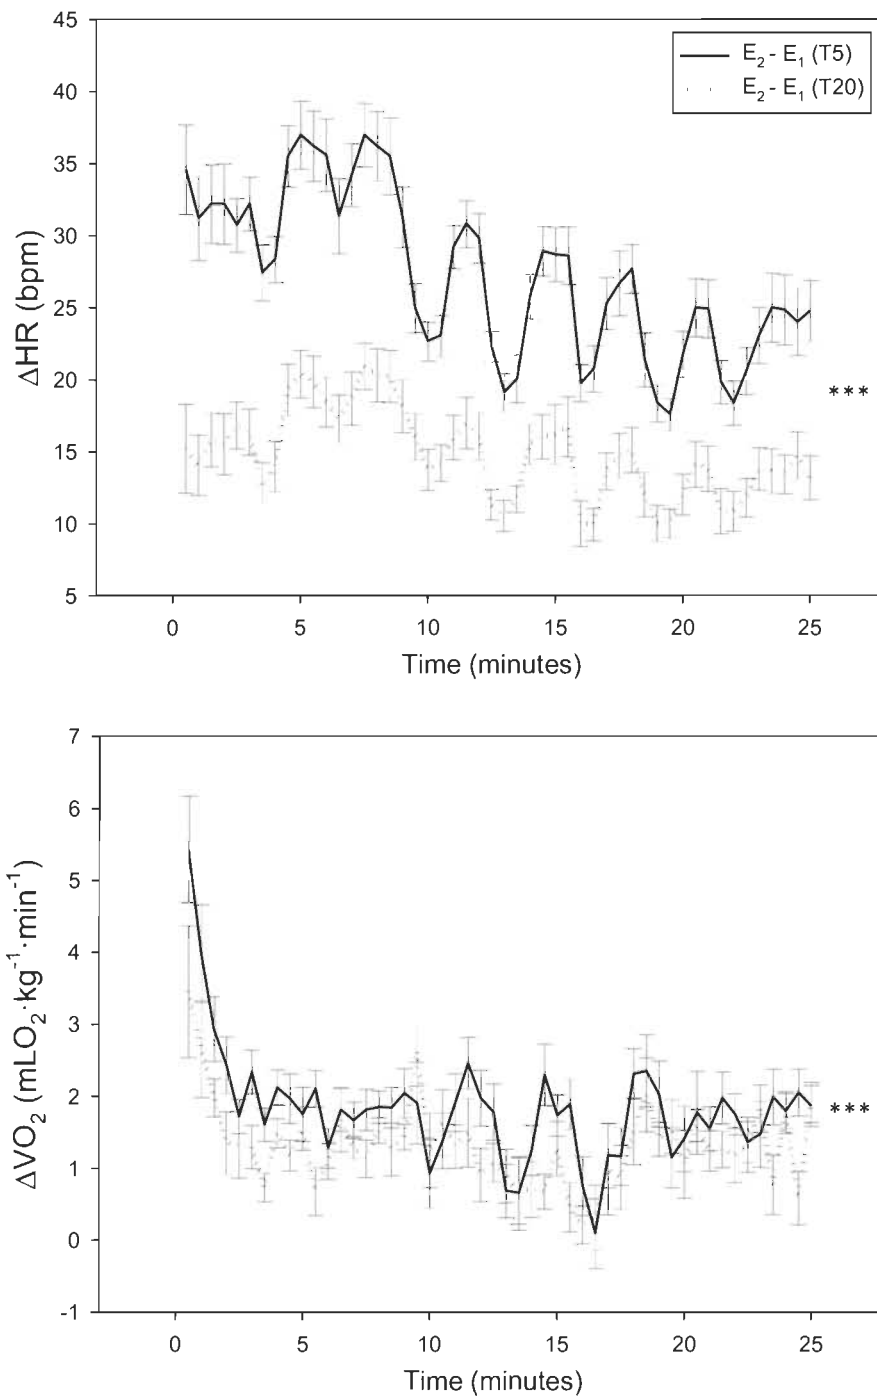 45
40
35
30
25
20
15
10
5
ΔHR (bpm)
E₂ - E₁ (T5)
E₂ - E₁ (T20)
***
0 5 10 15 20 25
Time (minutes)
7
6
5
4
3
2
1
0
-1
ΔVO₂ (mLO₂·kg⁻¹·min⁻¹)
***
0 5 10 15 20 25
Time (minutes)